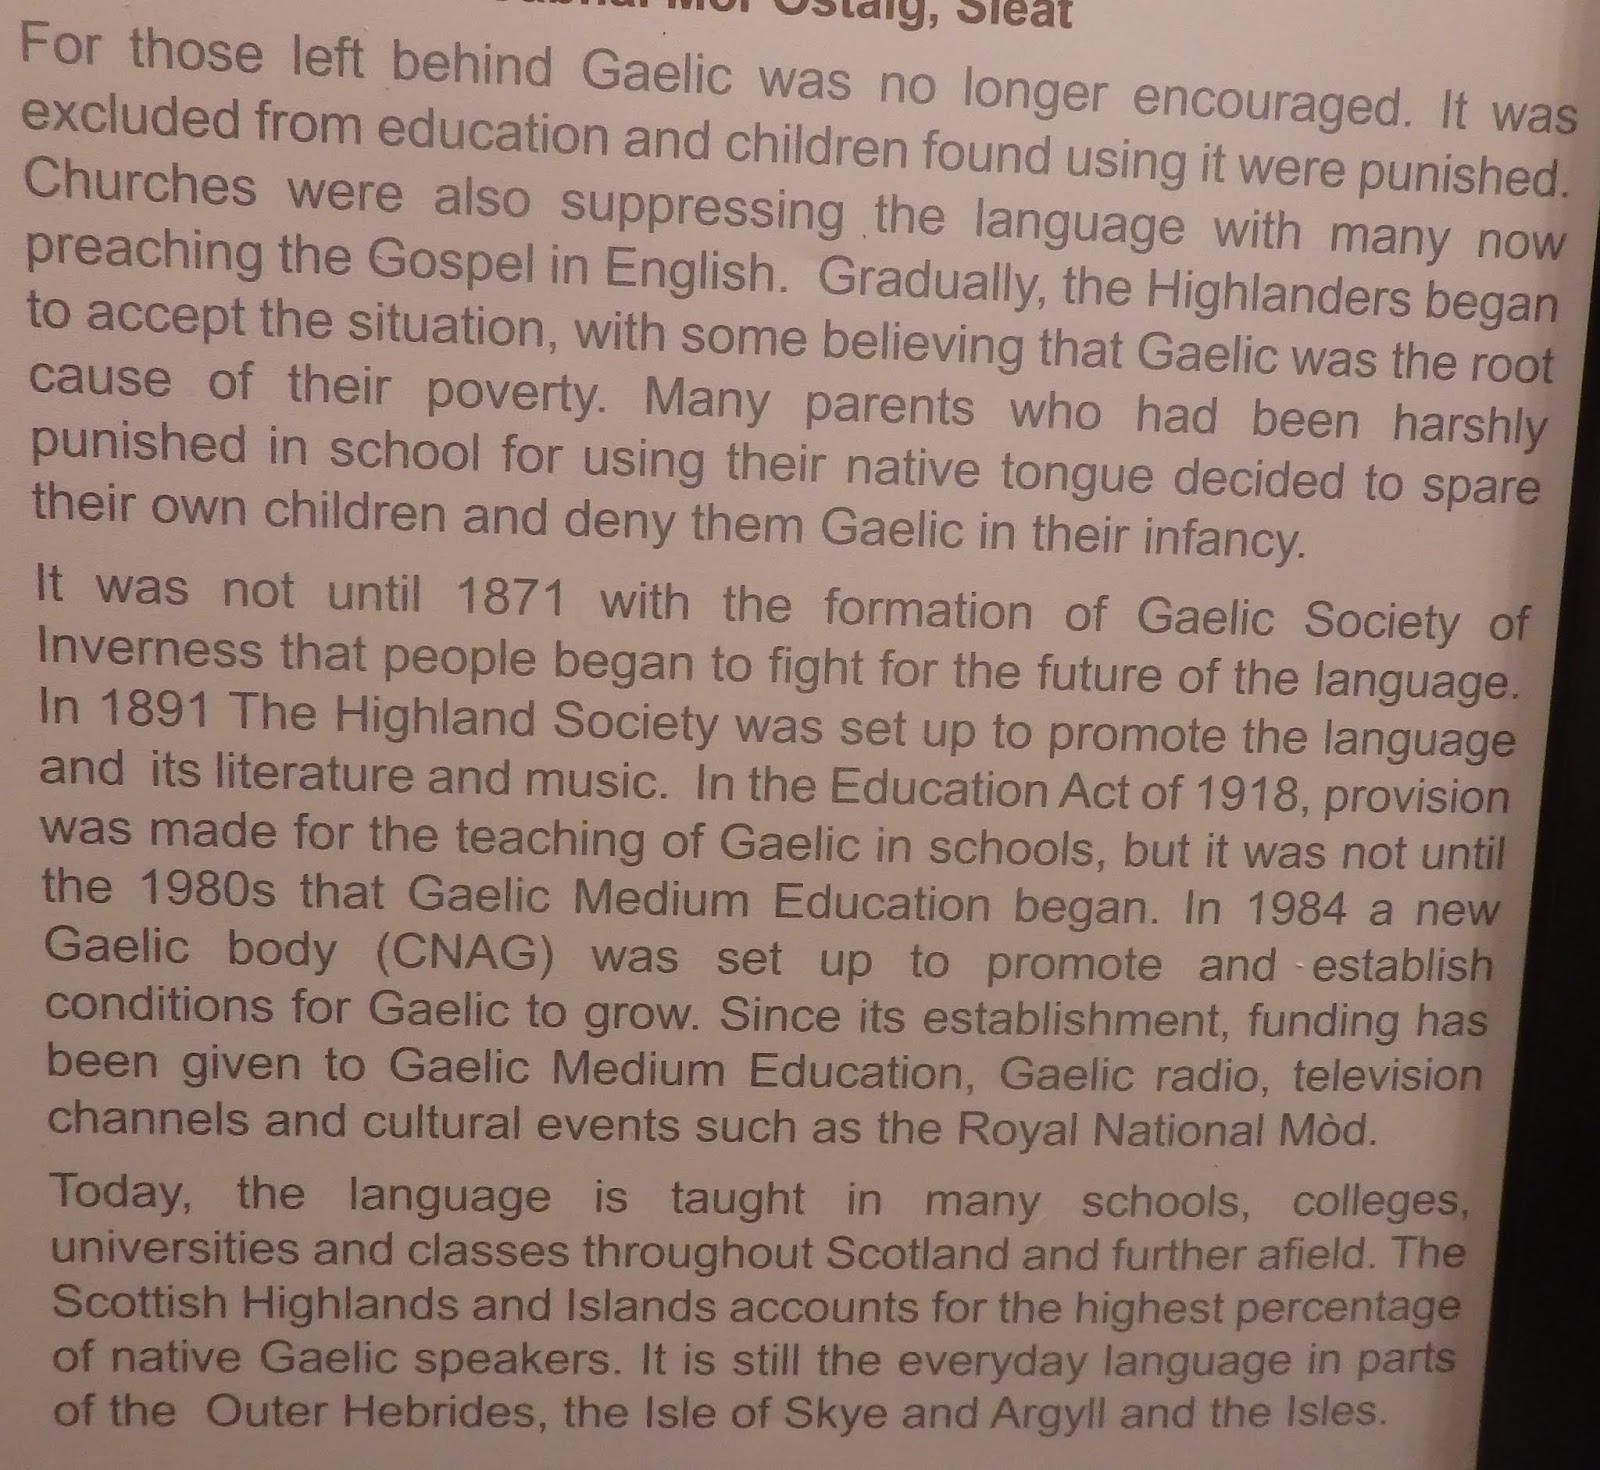 Ostaig, Sleat
For those left behind Gaelic was no longer encouraged. It was
excluded from education and children found using it were punished.
Churches were also suppressing the language with many now
preaching the Gospel in English. Gradually, the Highlanders began
to accept the situation, with some believing that Gaelic was the root
cause of their poverty. Many parents who had been harshly
punished in school for using their native tongue decided to spare
their own children and deny them Gaelic in their infancy.
It was not until 1871 with the formation of Gaelic Society of
Inverness that people began to fight for the future of the language.
In 1891 The Highland Society was set up to promote the language
and its literature and music. In the Education Act of 1918, provision
was made for the teaching of Gaelic in schools, but it was not until
the 1980s that Gaelic Medium Education began. In 1984 a new
Gaelic body (CNAG) was set up to promote and establish
conditions for Gaelic to grow. Since its establishment, funding has
been given to Gaelic Medium Education, Gaelic radio, television
channels and cultural events such as the Royal National Mòd.
Today, the language is taught in many schools, colleges,
universities and classes throughout Scotland and further afield. The
Scottish Highlands and Islands accounts for the highest percentage
of native Gaelic speakers. It is still the everyday language in parts
of the Outer Hebrides, the Isle of Skye and Argyll and the Isles.